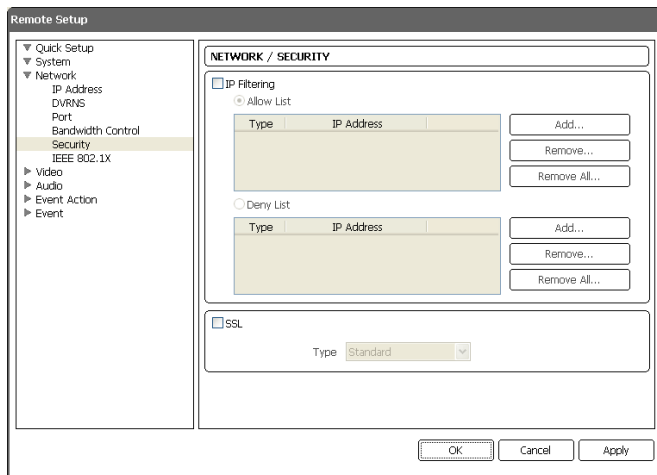 Remote Setup
Quick Setup
System
Network
IP Address
DVRNS
Port
Bandwidth Control
Security
IEEE 802.1X
Video
Audio
Event Action
Event
NETWORK / SECURITY
IP Filtering
Allow List
Type IP Address
Add...
Remove...
Remove All...
Deny List
Type IP Address
Add...
Remove...
Remove All...
SSL
Type Standard
OK Cancel Apply